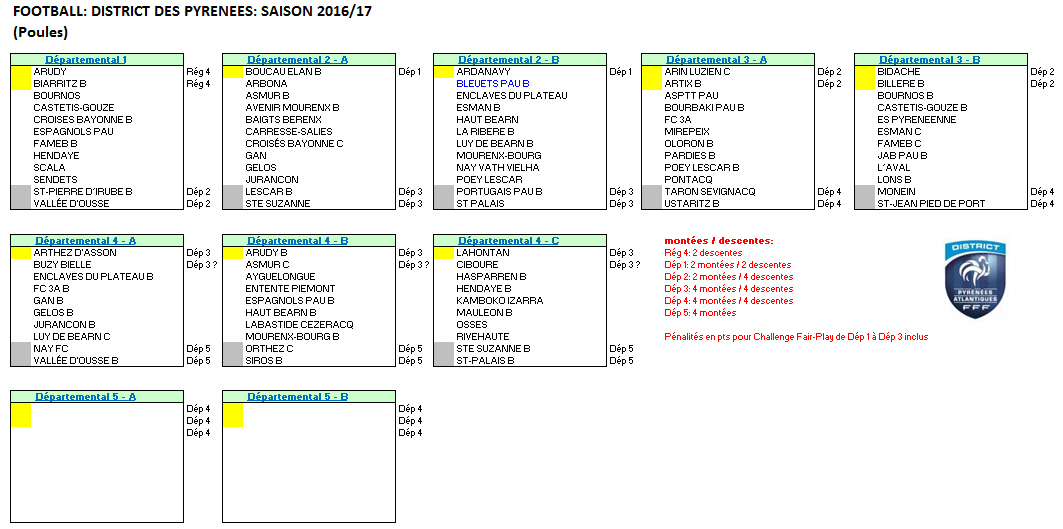 FOOTBALL: DISTRICT DES PYRENEES: SAISON 2016/17
(Poules)
Départemental 1
ARUDY Rég 4
BIARRITZ B Rég 4
BOURNOS
CASTETIS-GOUZE
CROISES BAYONNE B
ESPAGNOLS PAU
FAMEB B
HENDAYE
SCALA
SENDETS
ST-PIERRE D'IRUBE B Dép 2
VALLÉE D'OUSSE Dép 2
Départemental 2 - A
BOUCAU ELAN B Dép 1
ARBONA
ASMUR B
AVENIR MOURENX B
BAIGTS BERENX
CARRESSE-SALIES
CROISÉS BAYONNE C
GAN
GELOS
JURANCON
LESCAR B Dép 3
STE SUZANNE Dép 3
Départemental 2 - B
ARDANAVY Dép 1
BLEUETS PAU B
ENCLAVES DU PLATEAU
ESMAN B
HAUT BEARN
LA RIBERE B
LUY DE BEARN B
MOURENX-BOURG
NAY VATH VIELHA
POEY LESCAR
PORTUGAIS PAU B Dép 3
ST PALAIS Dép 3
Départemental 3 - A
ARIN LUZIEN C Dép 2
ARTIX B Dép 2
ASPTT PAU
BOURBAKI PAU B
FC 3A
MIREPEIX
OLORON B
PARDIES B
POEY LESCAR B
PONTACQ
TARON SEVIGNACQ Dép 4
USTARITZ B Dép 4
Départemental 3 - B
BIDACHE Dép 2
BILLERE B Dép 2
BOURNOS B
CASTETIS-GOUZE B
ES PYRENEENNE
ESMAN C
FAMEB C
JAB PAU B
L'AVAL
LONS B
MONEIN Dép 4
ST-JEAN PIED DE PORT Dép 4
Départemental 4 - A
ARTHEZ D'ASSON Dép 3
BUZY BIELLE Dép 3 ?
ENCLAVES DU PLATEAU B
FC 3A B
GAN B
GELOS B
JURANCON B
LUY DE BEARN C
NAY FC Dép 5
VALLÉE D'OUSSE B Dép 5
Départemental 4 - B
ARUDY B Dép 3
ASMUR C Dép 3 ?
AYGUELONGUE
ENTENTE PIEMONT
ESPAGNOLS PAU B
HAUT BEARN B
LABASTIDE CEZERACQ
MOURENX-BOURG B
ORTHEZ C Dép 5
SIROS B Dép 5
Départemental 4 - C
LAHONTAN Dép 3
CIBOURE Dép 3 ?
HASPARREN B
HENDAYE B
KAMBOKO IZARRA
MAULEON B
OSSES
RIVEHAUTE
STE SUZANNE B Dép 5
ST-PALAIS B Dép 5
montées / descentes:
Rég 4: 2 descentes
Dép 1: 2 montées / 2 descentes
Dép 2: 2 montées / 4 descentes
Dép 3: 4 montées / 4 descentes
Dép 4: 4 montées / 4 descentes
Dép 5: 4 montées
Pénalités en pts pour Challenge Fair-Play de Dép 1 à Dép 3 inclus
DISTRICT
PYRENEES
ATLANTIQUES
FFF
Départemental 5 - A
Dép 4
Dép 4
Dép 4
Départemental 5 - B
Dép 4
Dép 4
Dép 4